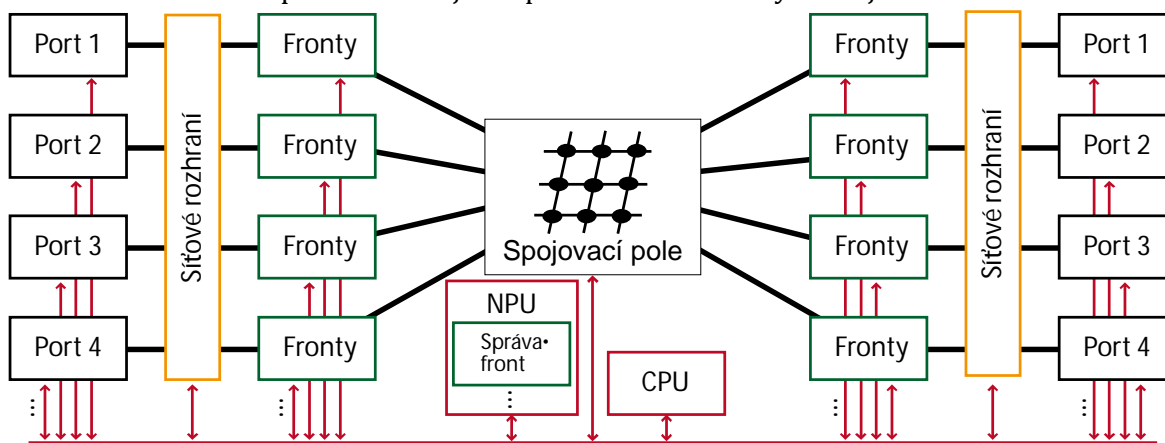 Port 1
Fronty
Fronty
Port 1
Port 2
Fronty
Fronty
Port 2
Síťové rozhraní
Síťové rozhraní
Port 3
Fronty
Spojovací pole
Fronty
Port 3
NPU
Port 4
Fronty
Správa•
front
...
CPU
Fronty
Port 4
...
...
...
...